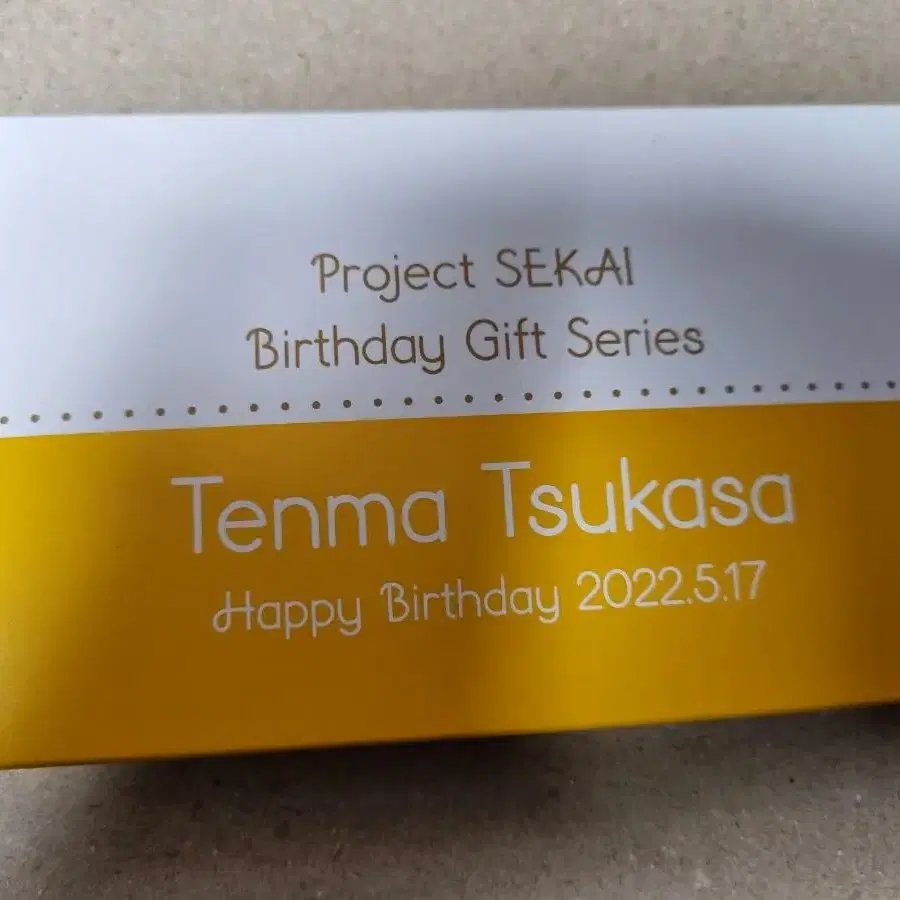 Project SEKAI
Birthday Gift Series
Tenma Tsukasa
Happy Birthday 2022.5.17